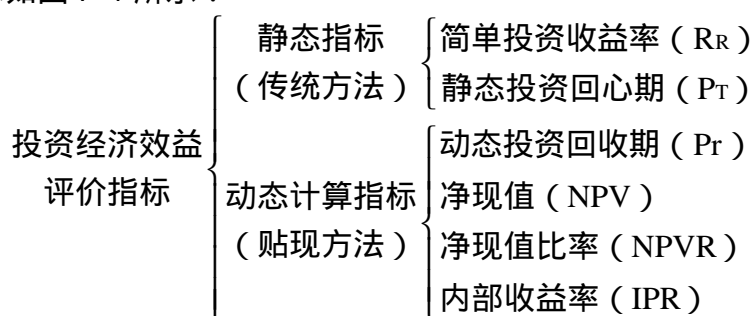 静态指标
（传统方法）
简单投资收益率（RR）
静态投资回心期（PT）
投资经济效益
评价指标
动态计算指标
（贴现方法）
动态投资回收期（Pr）
净现值（NPV）
净现值比率（NPVR）
内部收益率（IPR）